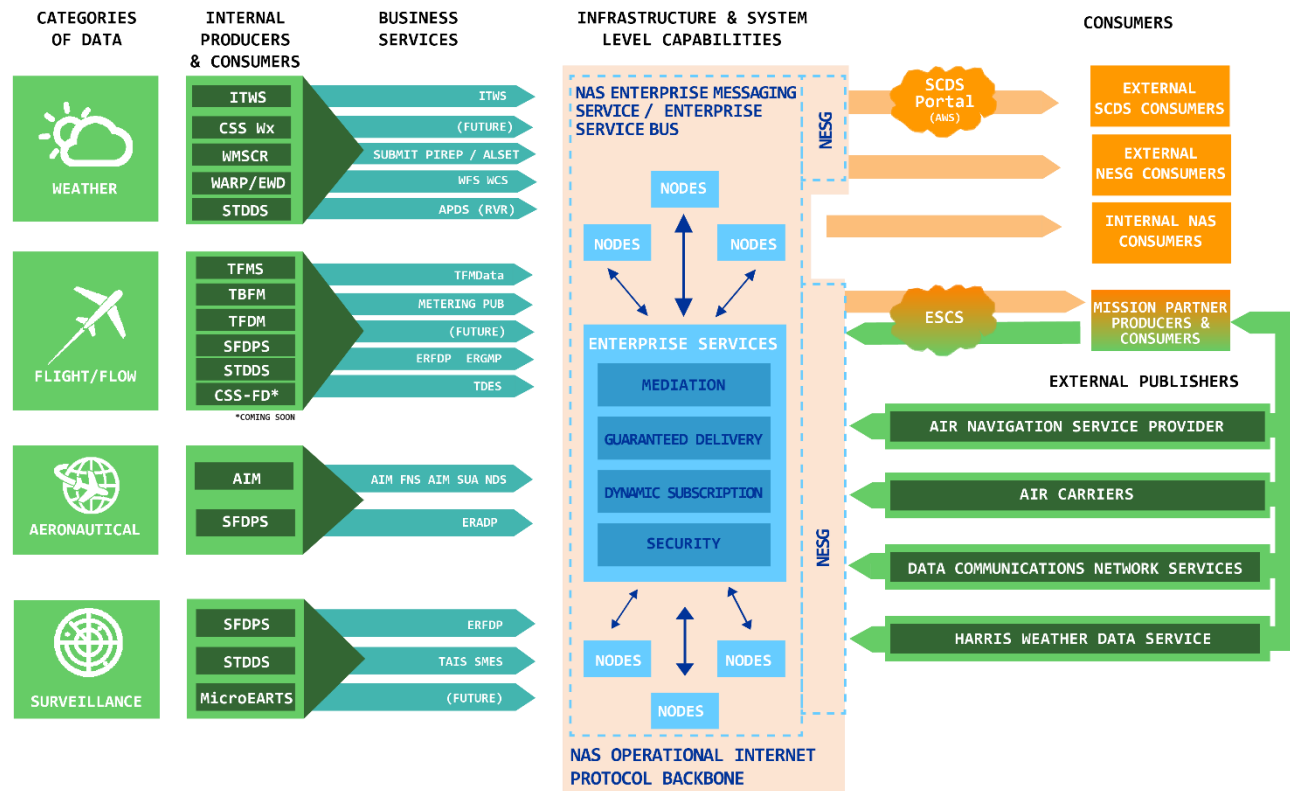 CATEGORIES
OF DATA
INTERNAL
PRODUCERS
& CONSUMERS
BUSINESS
SERVICES
INFRASTRUCTURE & SYSTEM
LEVEL CAPABILITIES
CONSUMERS
WEATHER
ITWS
CSS Wx
WMSCR
WARP/EWD
STDDS
ITWS
(FUTURE)
SUBMIT PIREP / ALSET
WFS WCS
APDS (RVR)
FLIGHT/FLOW
TFMS
TBFM
TFDM
SFDPS
STDDS
CSS-FD*
*COMING SOON
TFMData
METERING PUB
(FUTURE)
ERFDP ERGMP
TDES
AERONAUTICAL
AIM
SFDPS
AIM FNS AIM SUA NDS
ERADP
SURVEILLANCE
SFDPS
STDDS
MicroEARTS
ERFDP
TAIS SMES
(FUTURE)
NAS ENTERPRISE MESSAGING
SERVICE / ENTERPRISE
SERVICE BUS
NESG
NODES
NODES
NODES
ENTERPRISE SERVICES
MEDIATION
GUARANTEED DELIVERY
DYNAMIC SUBSCRIPTION
SECURITY
NESG
NODES
NODES
NODES
NAS OPERATIONAL INTERNET
PROTOCOL BACKBONE
SCDS
Portal
(AWS)
EXTERNAL
SCDS CONSUMERS
EXTERNAL
NESG CONSUMERS
INTERNAL NAS
CONSUMERS
ESCS
MISSION PARTNER
PRODUCERS &
CONSUMERS
EXTERNAL PUBLISHERS
AIR NAVIGATION SERVICE PROVIDER
AIR CARRIERS
DATA COMMUNICATIONS NETWORK SERVICES
HARRIS WEATHER DATA SERVICE